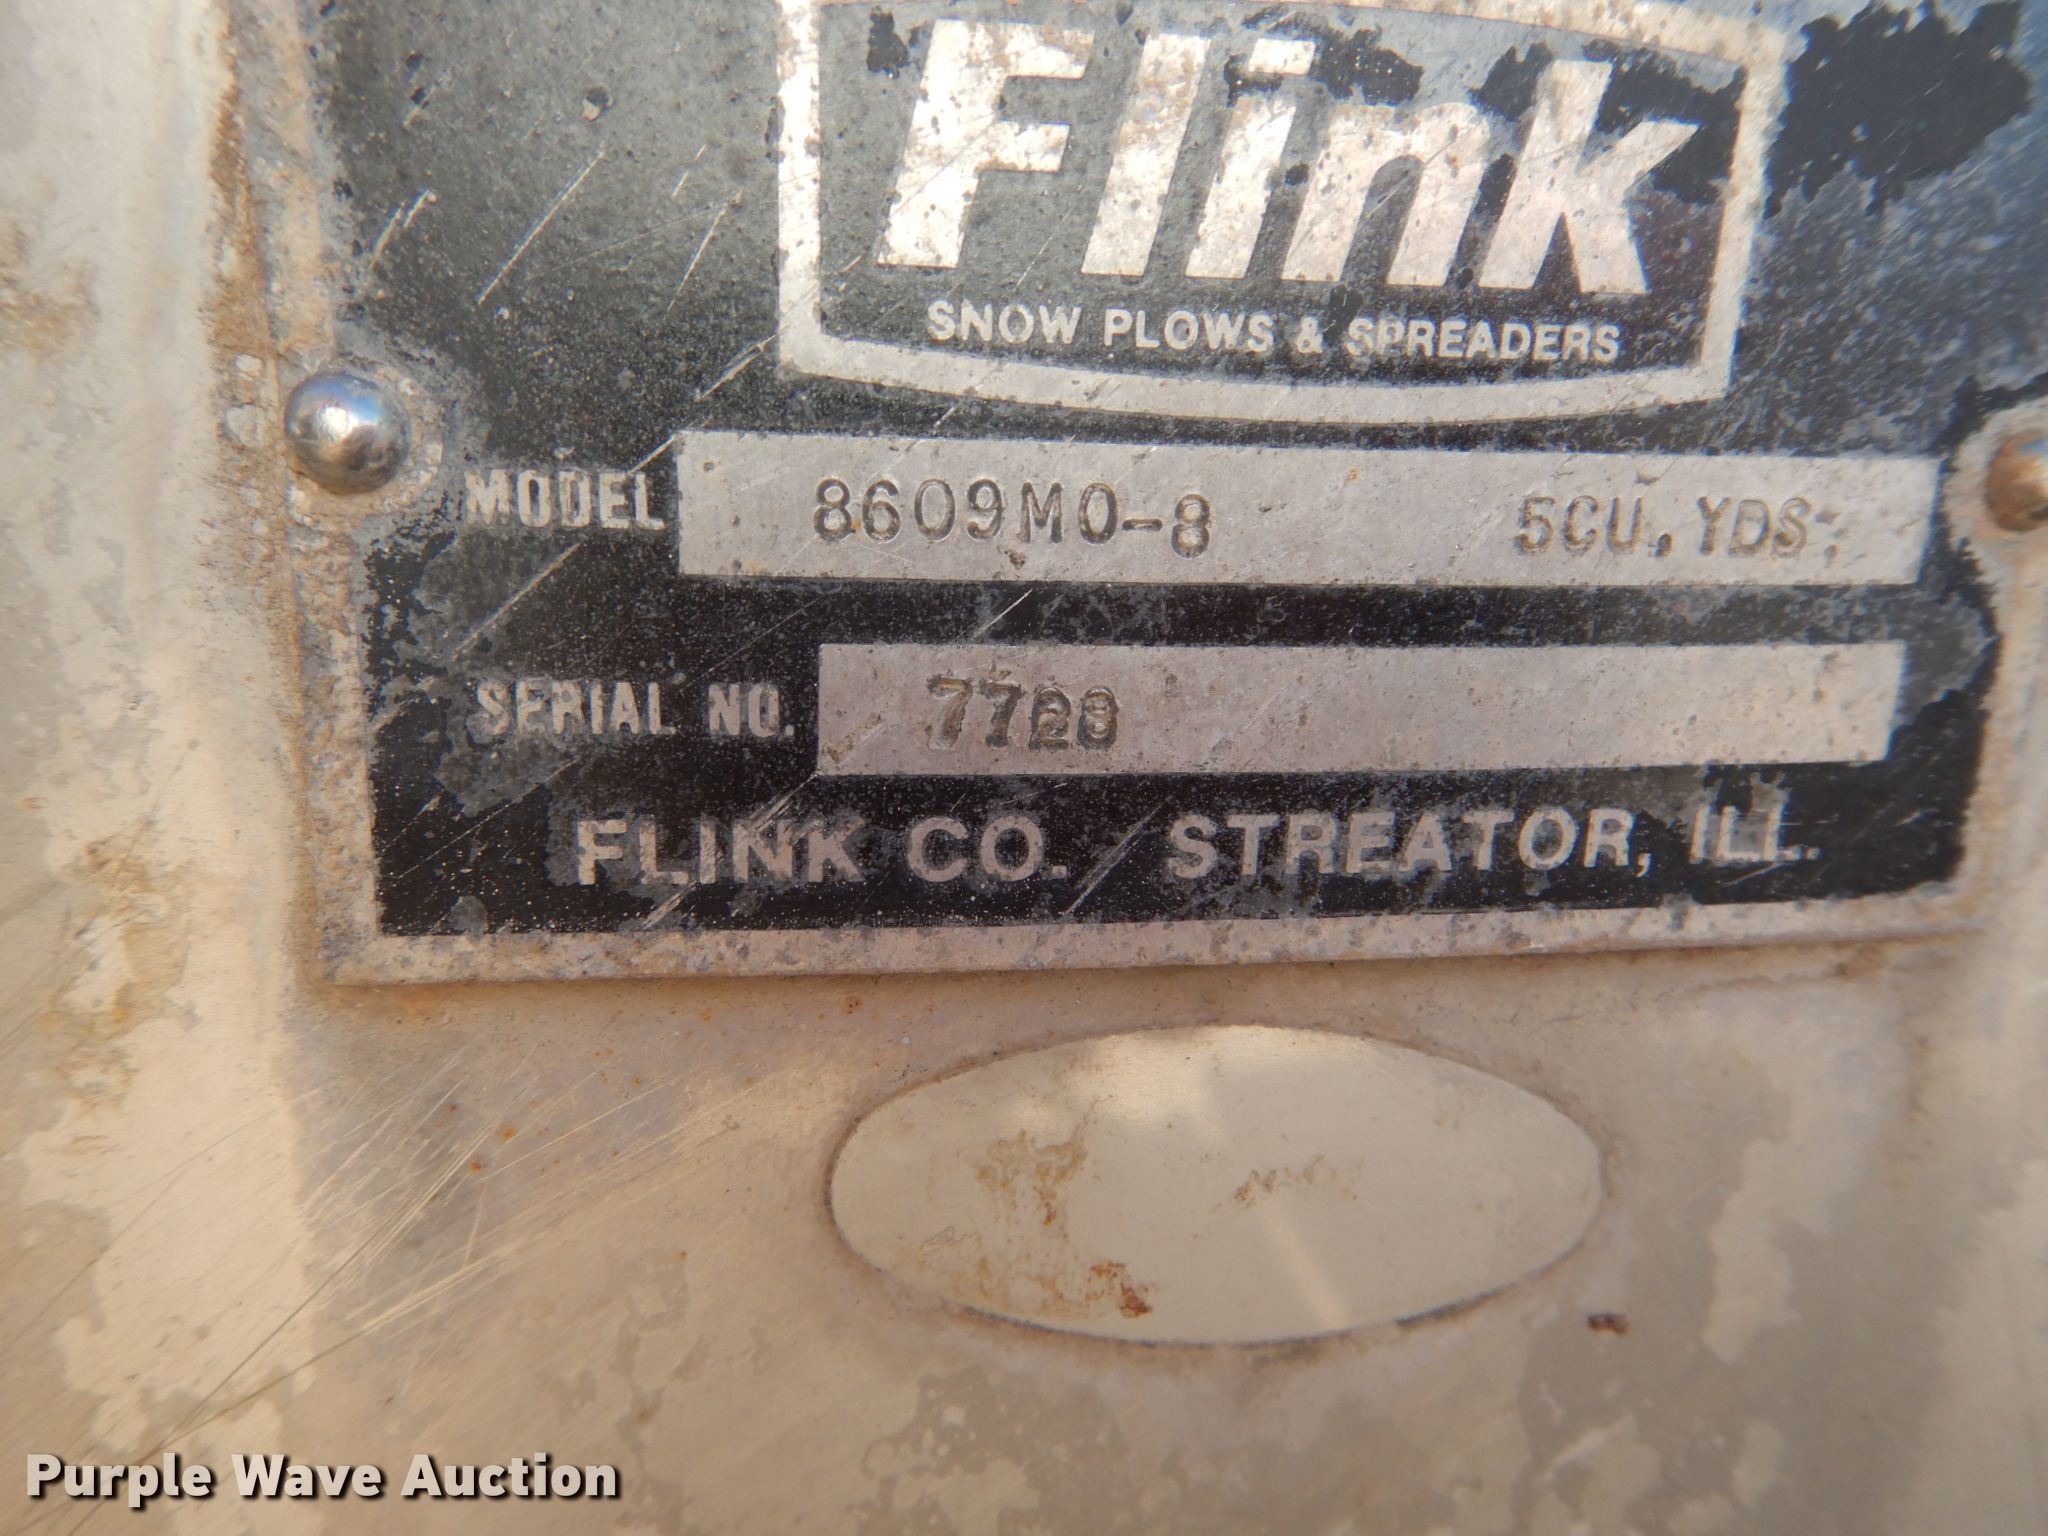 Flink
SNOW PLOWS & SPREADERS
MODEL 8609MO-8 5CU. YDS.
SERIAL NO. 7728
FLINK CO. STREATOR, ILL.
Purple Wave Auction